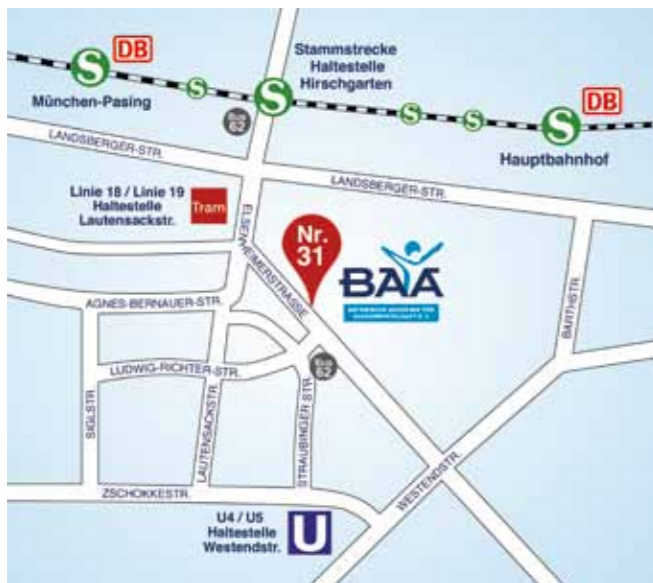 DB
S
München-Pasing
S
Stammstrecke
Haltestelle
Hirschgarten
S
S
S
DB
S
Hauptbahnhof
Bus
62
LANDSBERGER-STR.
LANDSBERGER-STR.
Linie 18 / Linie 19
Haltestelle
Lautensackstr.
Tram
ELSENHEIMERSTRASSE
Nr.
31
BAA
BARTHSTR.
AGNES-BERNAUER-STR.
Bus
62
LUDWIG-RICHTER-STR.
SIGLSTR.
LAUTENSACKSTR.
STRAUBINGER STR.
WESTENDSTR.
ZSCHOKKESTR.
U4 / U5
Haltestelle
Westendstr.
U